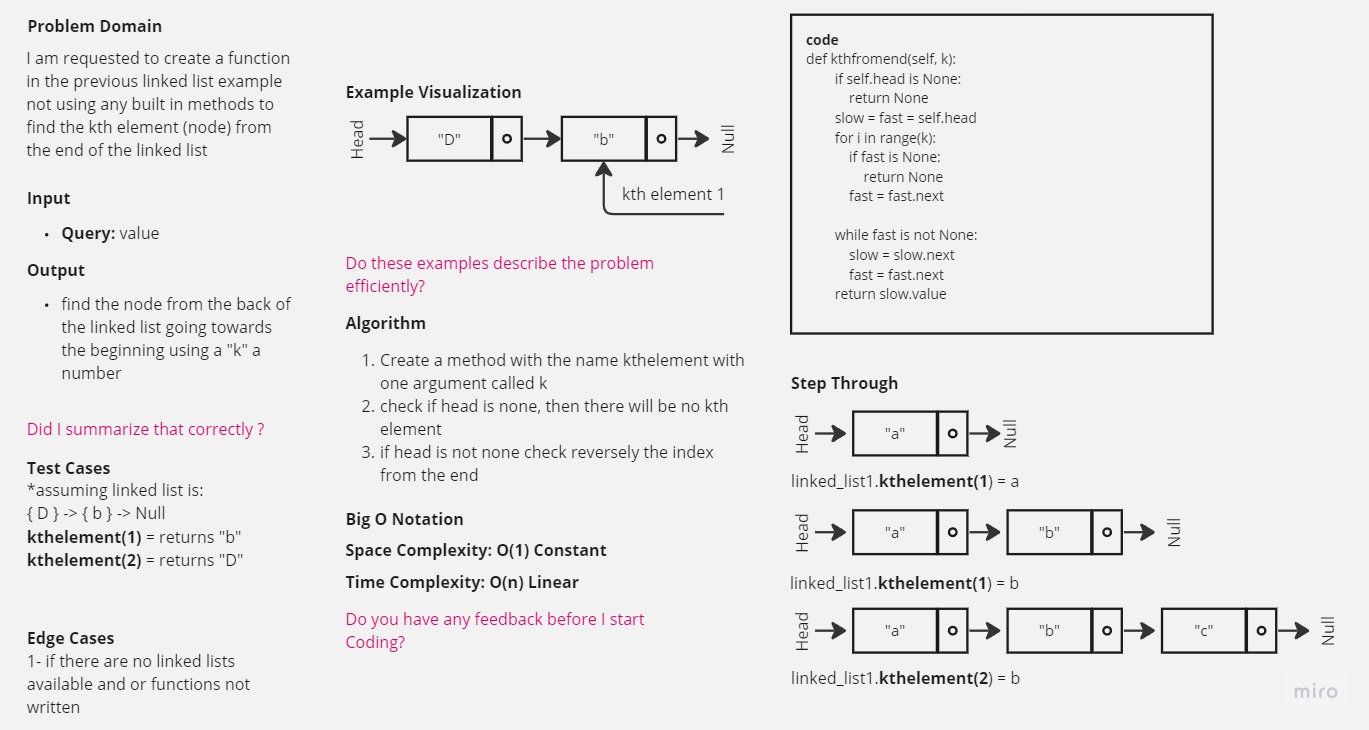 Problem Domain
I am requested to create a function
in the previous linked list example
not using any built in methods to
find the kth element (node) from
the end of the linked list
Input
• Query: value
Output
• find the node from the back of
the linked list going towards
the beginning using a "k" a
number
Did I summarize that correctly ?
Test Cases
*assuming linked list is:
{ D } -> { b } -> Null
kthelement(1) = returns "b"
kthelement(2) = returns "D"
Edge Cases
1- if there are no linked lists
available and or functions not
written
Example Visualization
Head
"D"
"b"
Null
kth element 1
Do these examples describe the problem
efficiently?
Algorithm
1. Create a method with the name kthelement with
one argument called k
2. check if head is none, then there will be no kth
element
3. if head is not none check reversely the index
from the end
Big O Notation
Space Complexity: O(1) Constant
Time Complexity: O(n) Linear
Do you have any feedback before I start
Coding?
code
def kthfromend(self, k):
if self.head is None:
return None
slow = fast = self.head
for i in range(k):
if fast is None:
return None
fast = fast.next
while fast is not None:
slow = slow.next
fast = fast.next
return slow.value
Step Through
Head
"a"
Null
linked_list1.kthelement(1) = a
Head
"a"
"b"
Null
linked_list1.kthelement(1) = b
Head
"a"
"b"
"c"
Null
linked_list1.kthelement(2) = b
miro